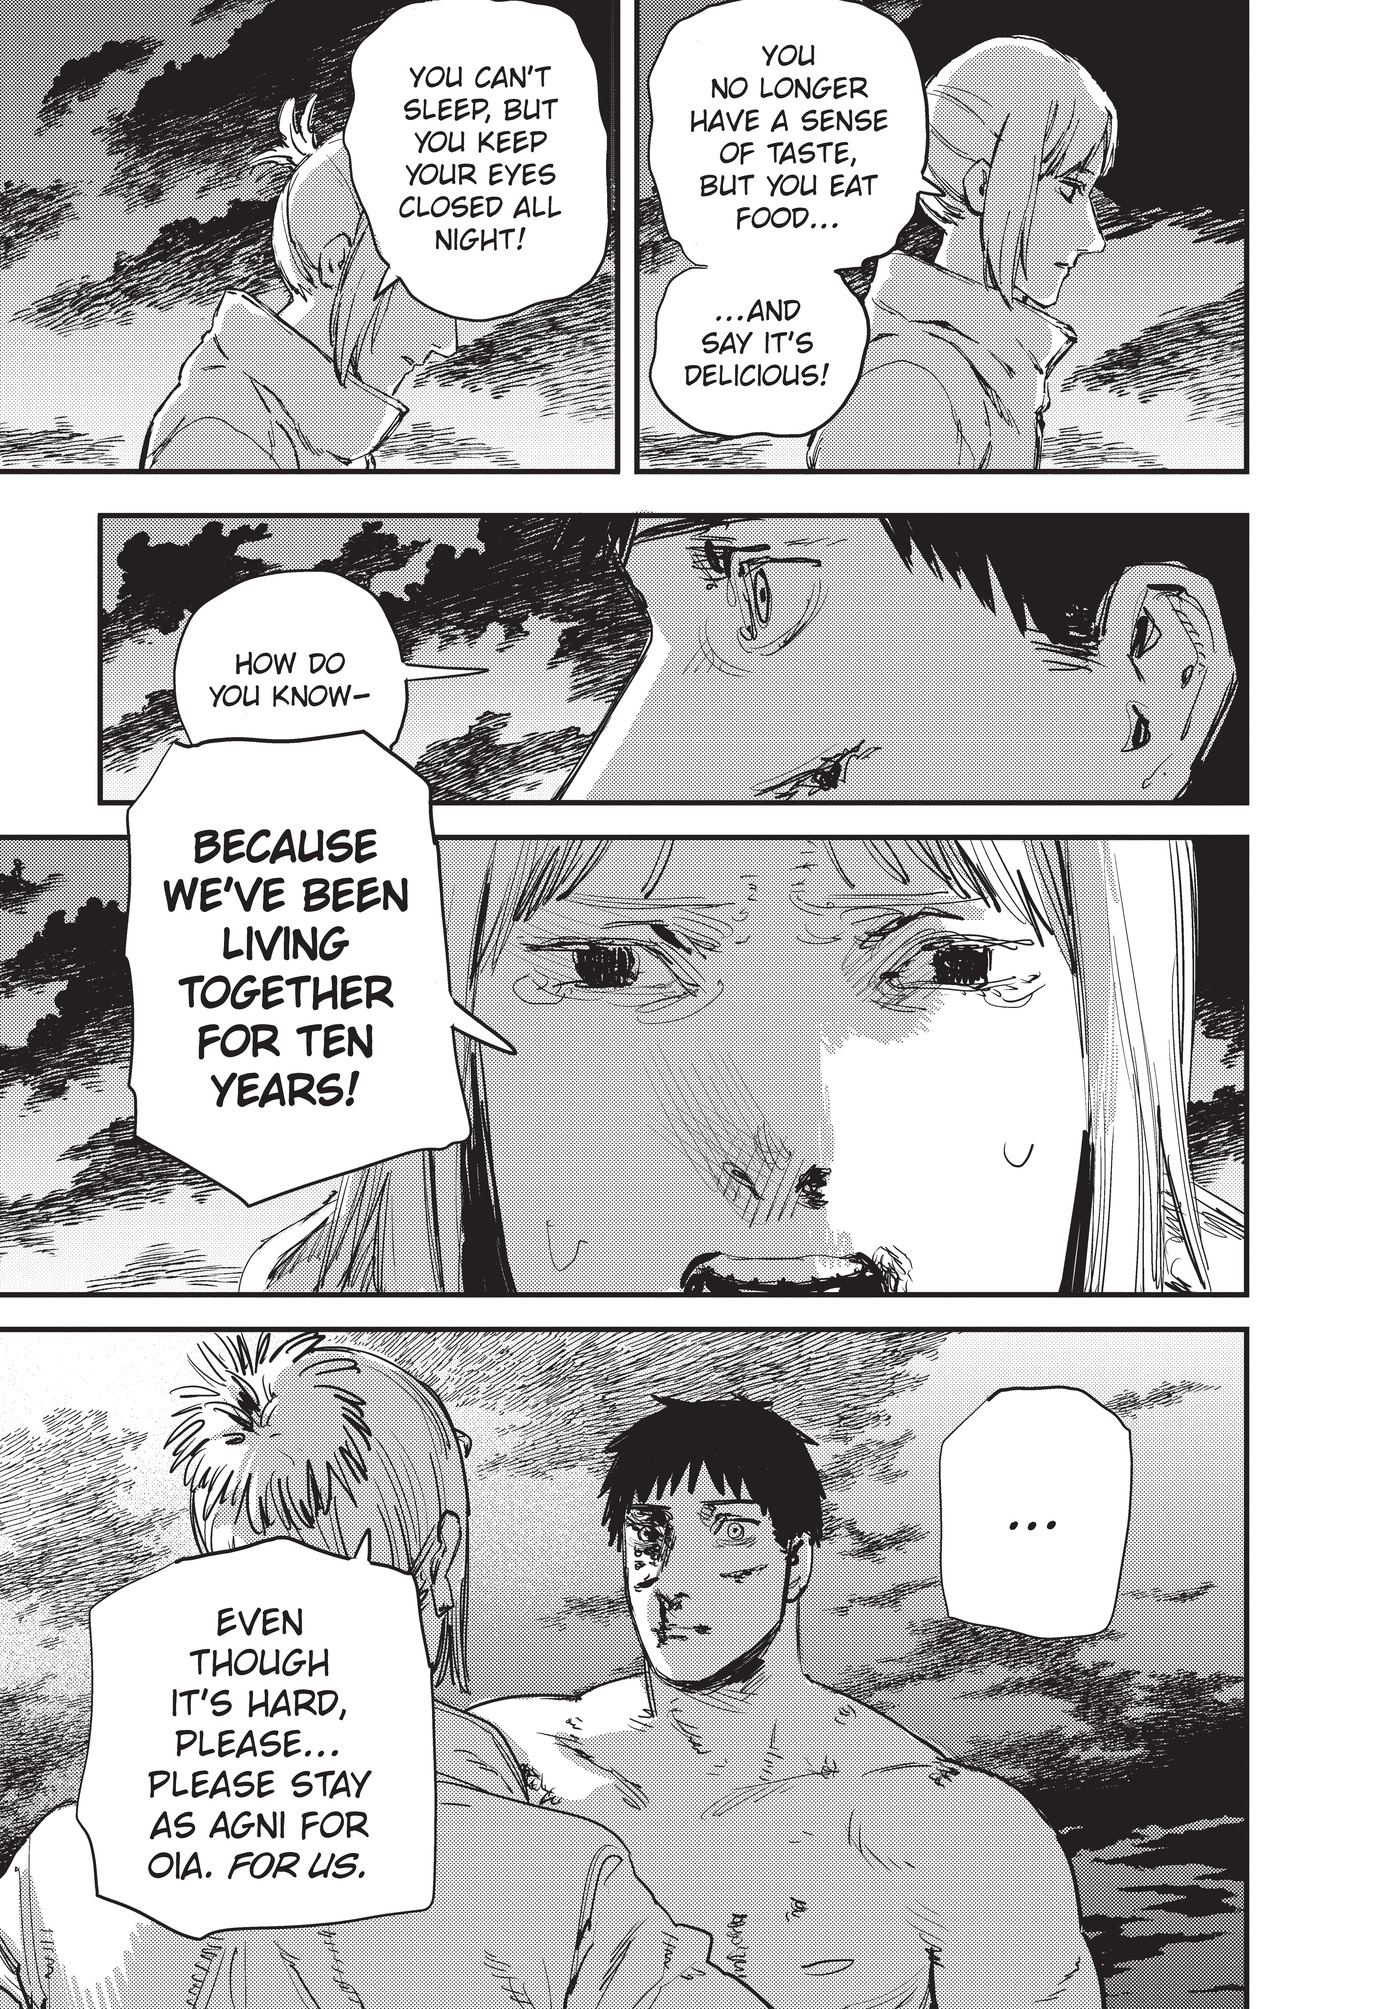 YOU
NO LONGER
HAVE A SENSE
OF TASTE,
BUT YOU EAT
FOOD...
...AND
SAY IT'S
DELICIOUS!
YOU CAN'T
SLEEP, BUT
YOU KEEP
YOUR EYES
CLOSED ALL
NIGHT!
HOW DO
YOU KNOW–
BECAUSE
WE'VE BEEN
LIVING
TOGETHER
FOR TEN
YEARS!
...
EVEN
THOUGH
IT'S HARD,
PLEASE...
PLEASE STAY
AS AGNI FOR
OIA. FOR US.